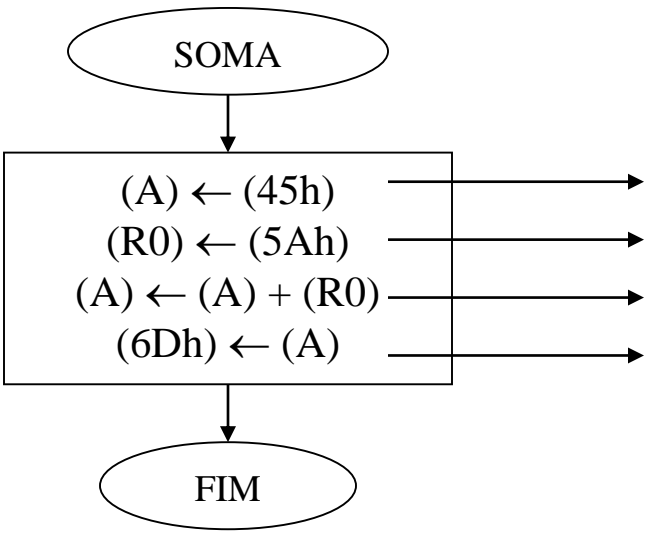 SOMA
(A) ← (45h)
(R0) ← (5Ah)
(A) ← (A) + (R0)
(6Dh) ← (A)
FIM